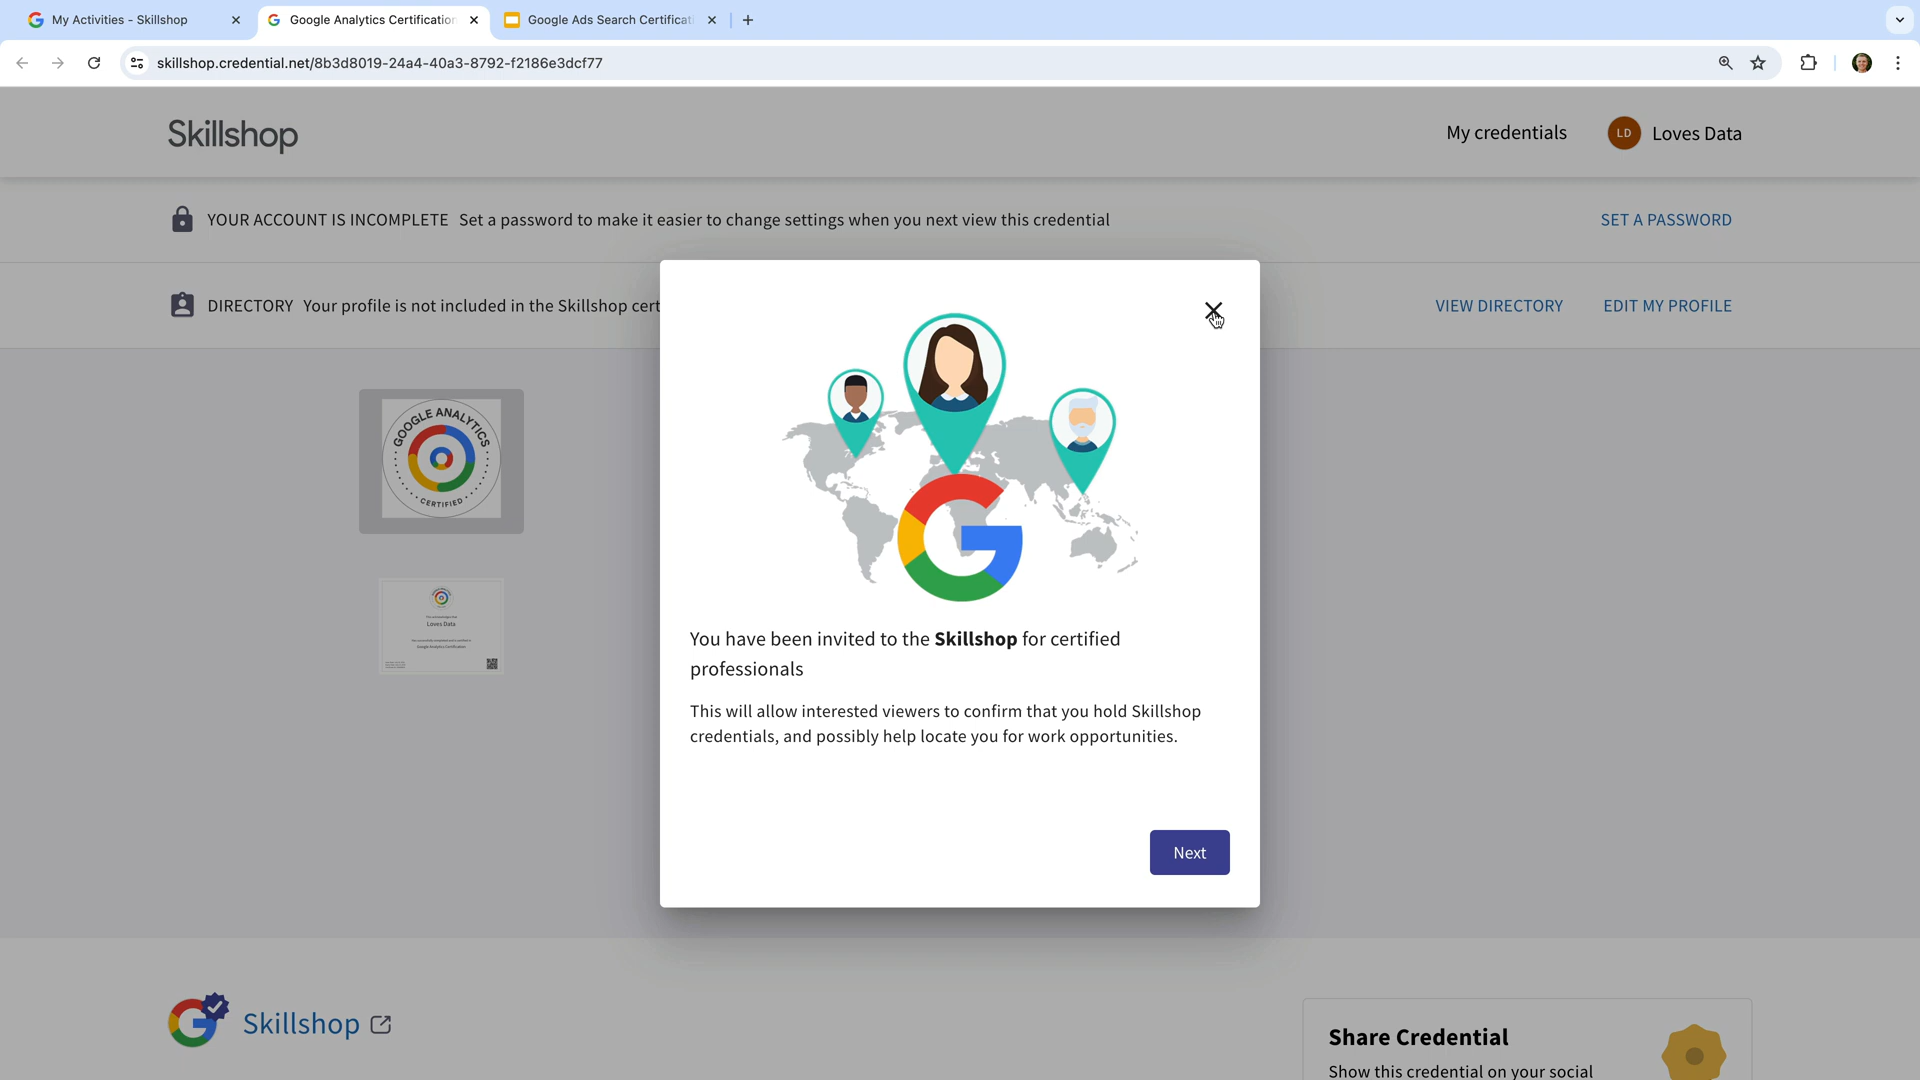 My Activities - Skillshop
Google Analytics Certification
Google Ads Search Certificat
skillshop.credential.net/8b3d8019-24a4-40a3-8792-f2186e3dcf77
Skillshop
My credentials
LD
Loves Data
YOUR ACCOUNT IS INCOMPLETE Set a password to make it easier to change settings when you next view this credential
SET A PASSWORD
DIRECTORY Your profile is not included in the Skillshop cert
VIEW DIRECTORY
EDIT MY PROFILE
GOOGLE ANALYTICS
CERTIFIED
Loves Data
Google Analytics Certification
You have been invited to the Skillshop for certified
professionals
This will allow interested viewers to confirm that you hold Skillshop
credentials, and possibly help locate you for work opportunities.
Next
Skillshop
Share Credential
Show this credential on your social